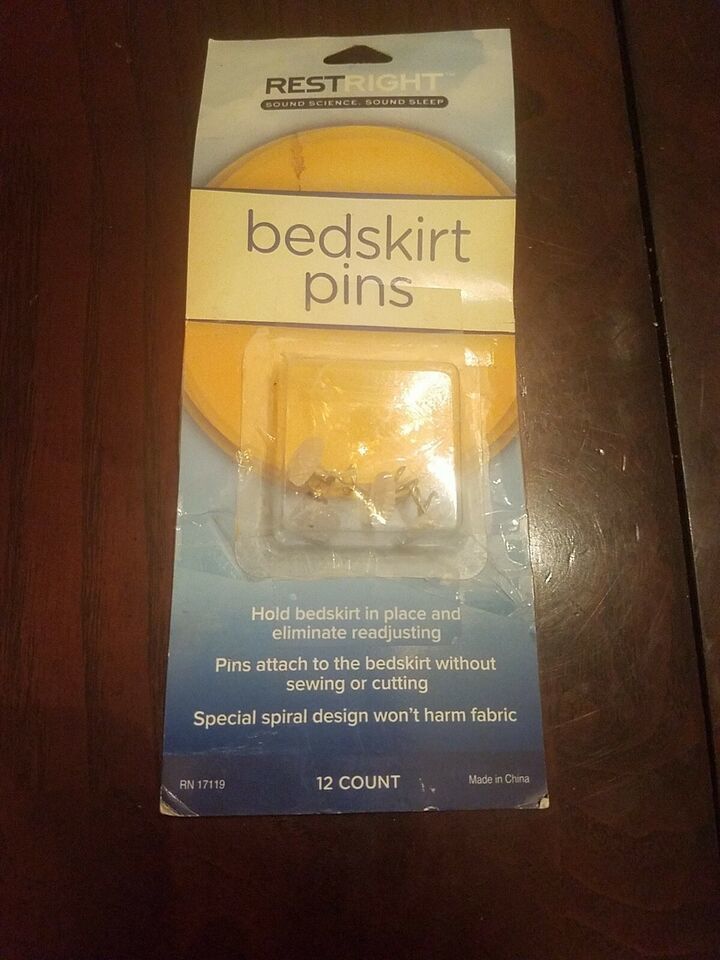 RESTRIGHT™
SOUND SCIENCE. SOUND SLEEP
bedskirt
pins
Hold bedskirt in place and
eliminate readjusting
Pins attach to the bedskirt without
sewing or cutting
Special spiral design won't harm fabric
RN 17119
12 COUNT
Made in China